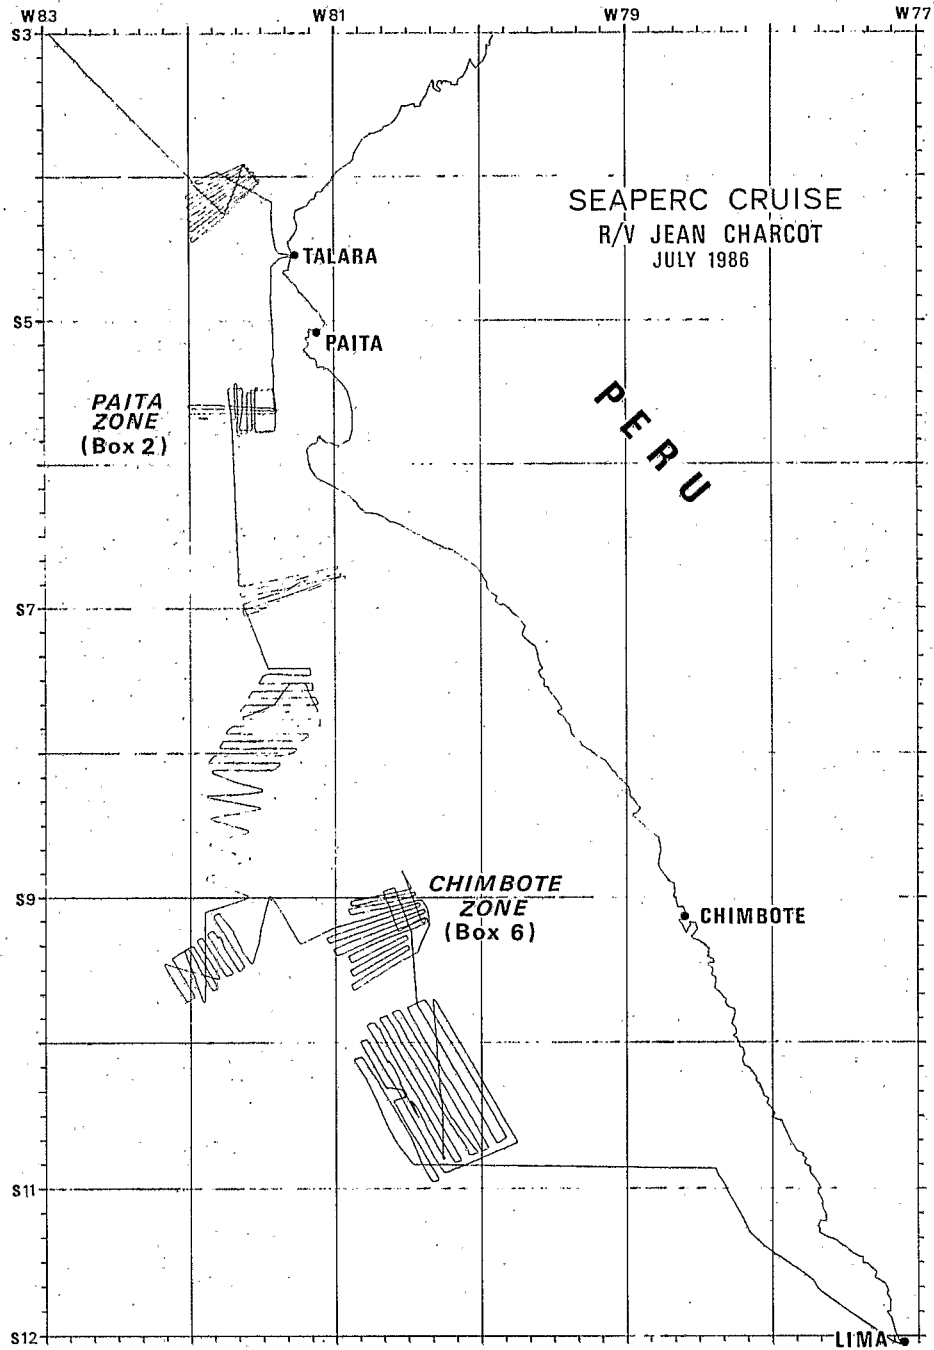 W83 W81 W79 W77
S3
SEAPERC CRUISE
R/V JEAN CHARCOT
JULY 1986
TALARA
S5
PAITA
PAITA
ZONE
(Box 2)
PERU
S7
S9
CHIMBOTE
ZONE
(Box 6)
CHIMBOTE
S11
S12
LIMA